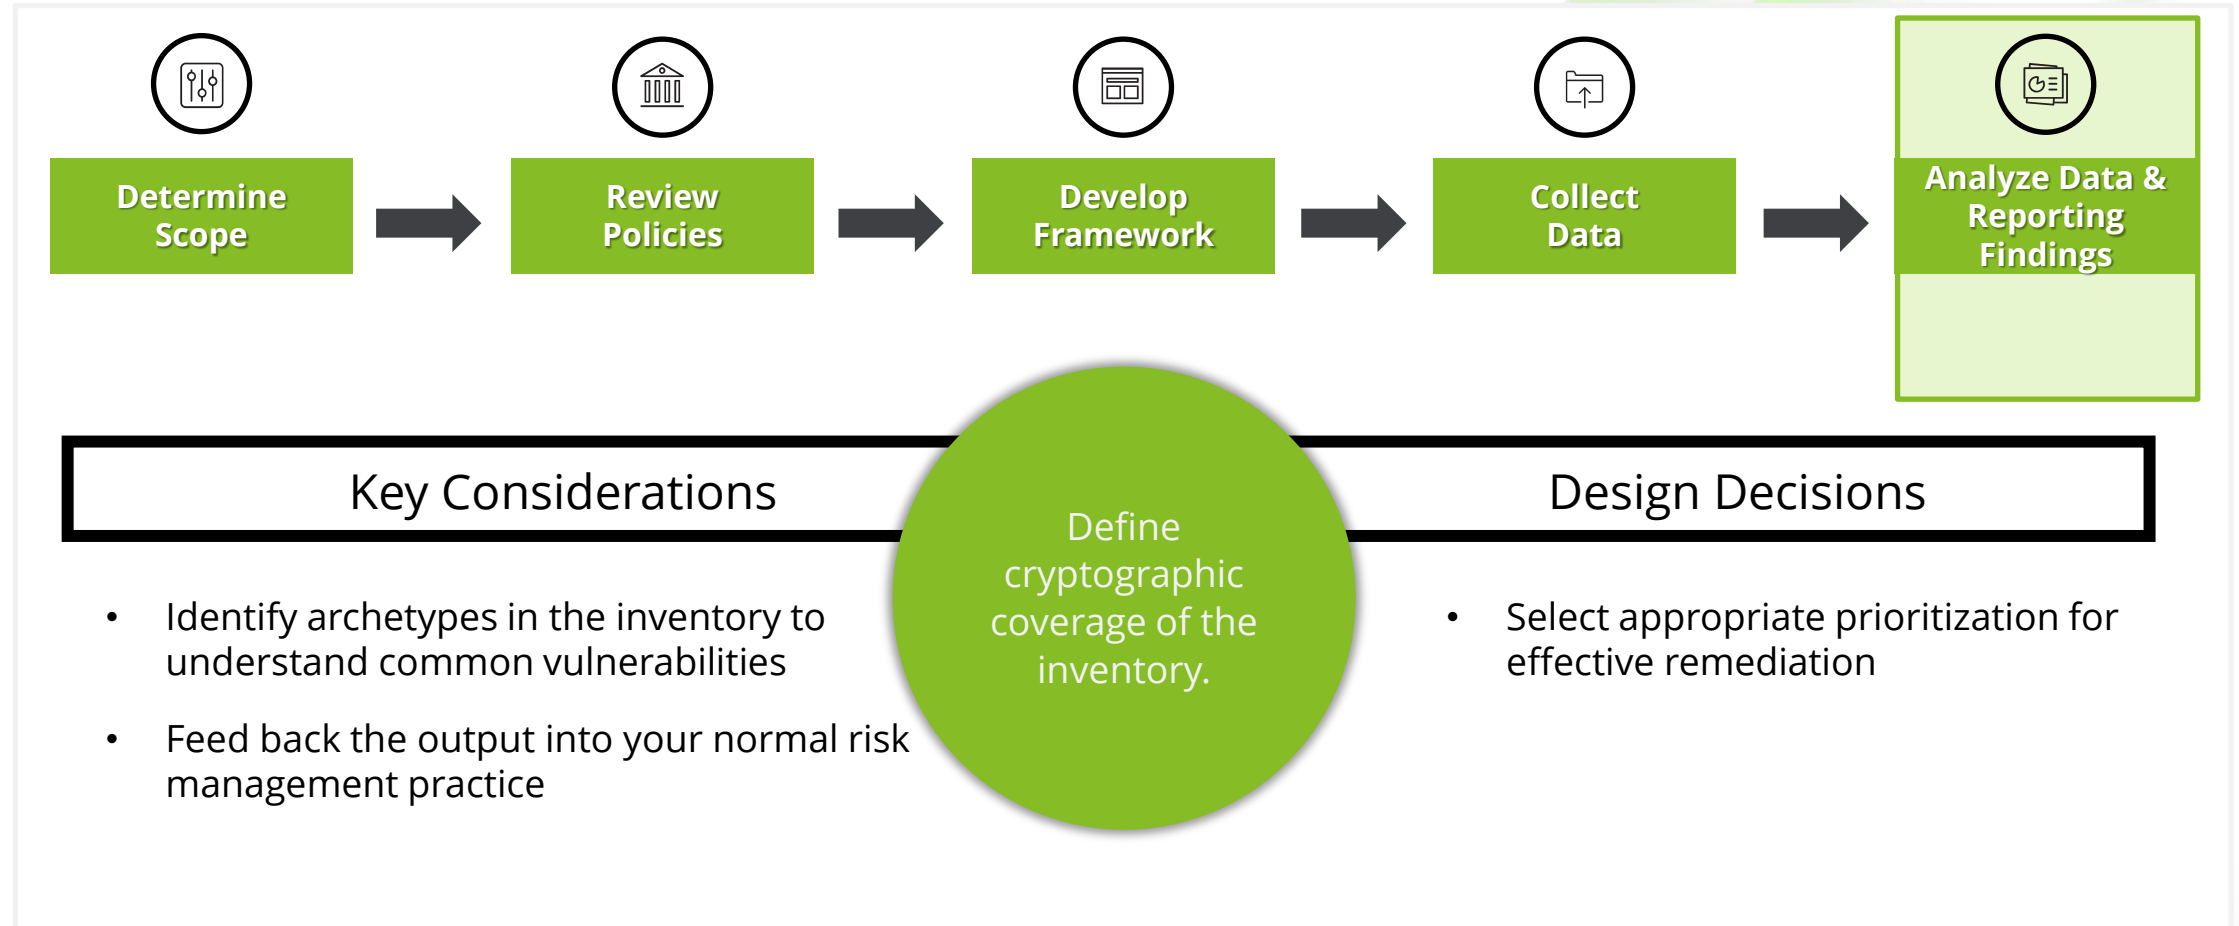 Determine
Scope
Review
Policies
Develop
Framework
Collect
Data
Analyze Data &
Reporting
Findings
Key Considerations
Design Decisions
Define
cryptographic
coverage of the
inventory.
• Identify archetypes in the inventory to
understand common vulnerabilities
• Feed back the output into your normal risk
management practice
• Select appropriate prioritization for
effective remediation